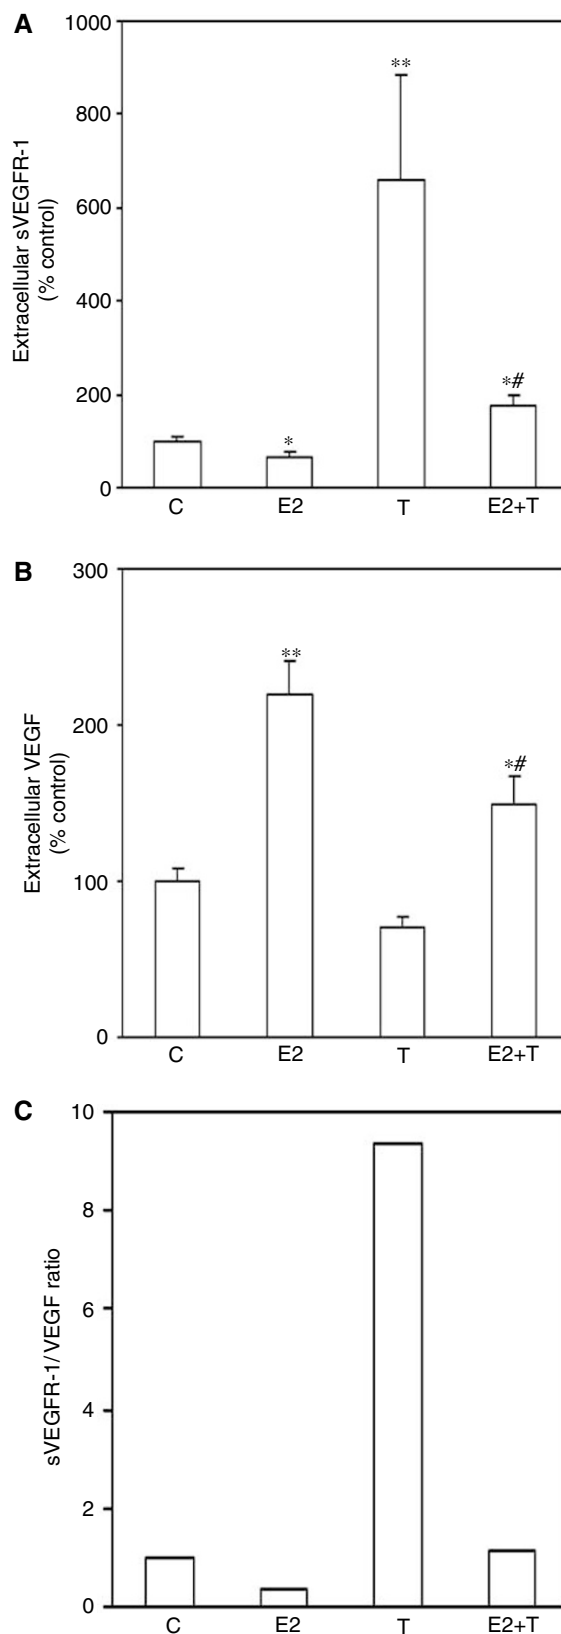 A
1000
800
600
400
200
0
Extracellular sVEGFR-1
(% control)
**
*
*#
C E2 T E2+T
B
300
200
100
0
Extracellular VEGF
(% control)
**
*#
C E2 T E2+T
C
10
8
6
4
2
0
sVEGFR-1/VEGF ratio
C E2 T E2+T